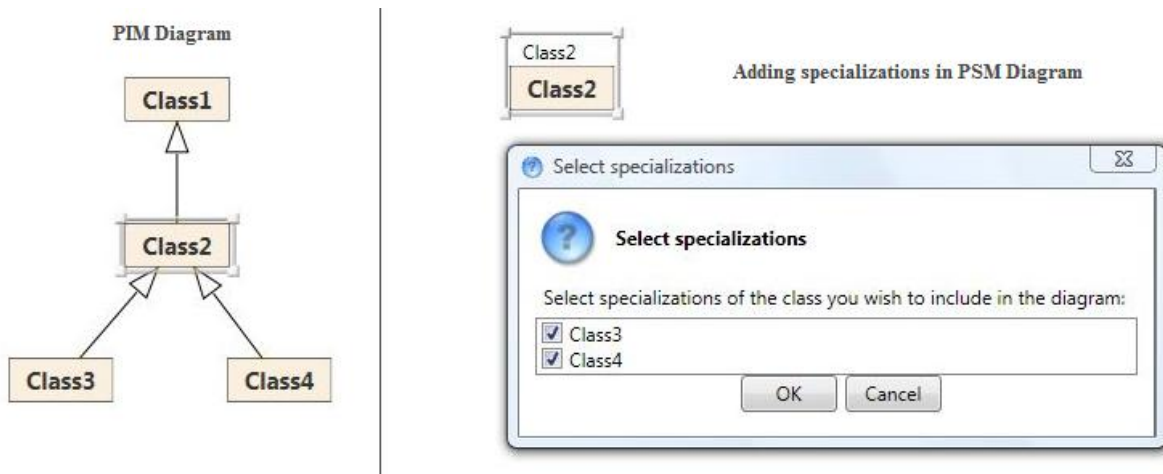 PIM Diagram
Class1
Class2
Class3
Class4
Class2
Class2
Adding specializations in PSM Diagram
Select specializations
Select specializations
Select specializations of the class you wish to include in the diagram:
Class3
Class4
OK
Cancel